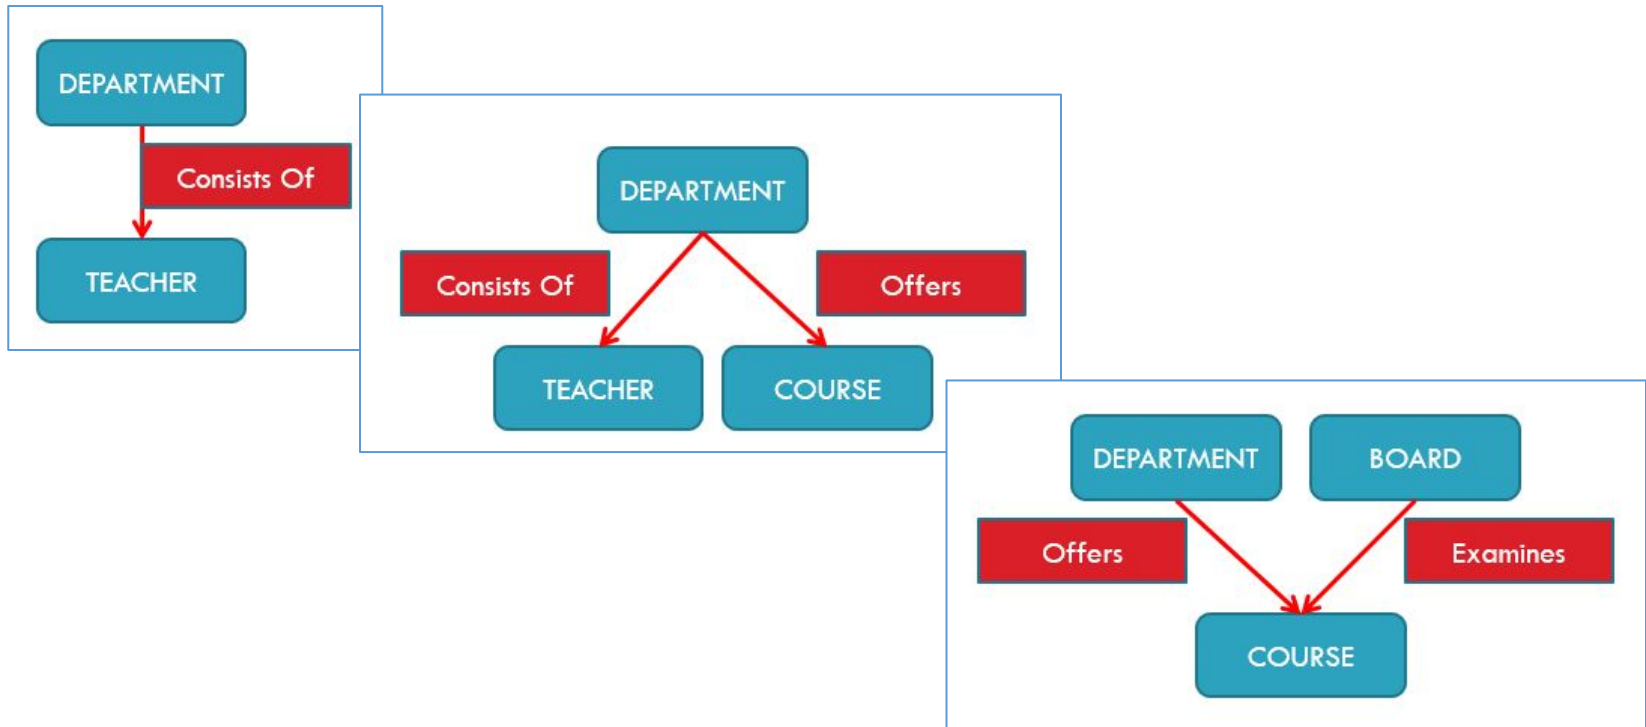 DEPARTMENT
Consists Of
TEACHER
DEPARTMENT
Consists Of
Offers
TEACHER
COURSE
DEPARTMENT
BOARD
Offers
Examines
COURSE